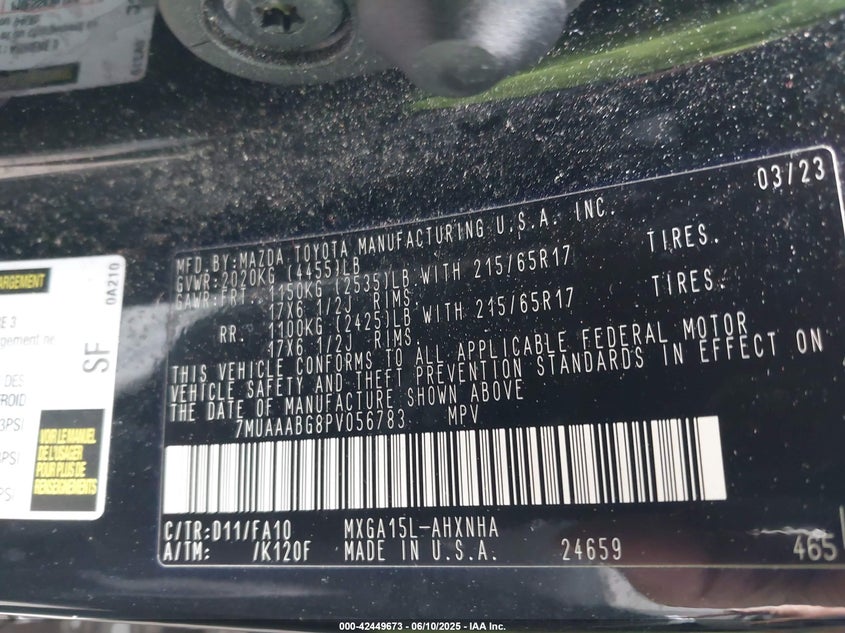 03/23
MFD.BY:MAZDA TOYOTA MANUFACTURING U.S.A. INC.
GVWR:2020KG (4455)LB
GAWR:FRT. 1150KG (2535)LB WITH 215/65R17 TIRES.
17X6 1/2J RIMS.
RR. 1100KG (2425)LB WITH 215/65R17 TIRES.
17X6 1/2J RIMS.
THIS VEHICLE CONFORMS TO ALL APPLICABLE FEDERAL MOTOR
VEHICLE SAFETY AND THEFT PREVENTION STANDARDS IN EFFECT ON
THE DATE OF MANUFACTURE SHOWN ABOVE
7MUAAABG8PV056783 MPV
C/TR:D11/FA10 MXGA15L-AHXNHA
A/TM: /K120F MADE IN U.S.A. 24659 465
0A210
SF
DES
VOIR LE MANUEL
DE L'USAGER
POUR PLUS DE
RENSEIGNEMENTS
000-42449673 - 06/10/2025 - IAA Inc.